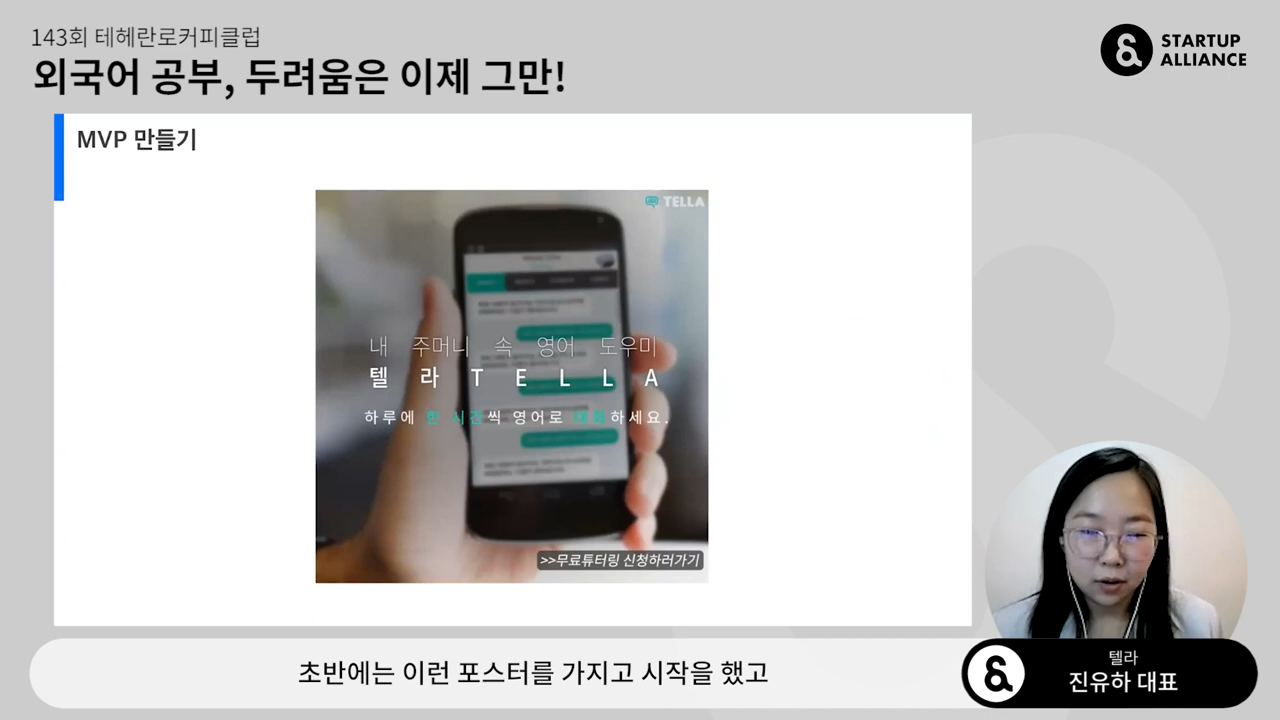 143회 테헤란로커피클럽
외국어 공부, 두려움은 이제 그만!
STARTUP
ALLIANCE
MVP 만들기
TELLA
내 주머니 속 영어 도우미
텔라 TELLA
하루에 한 시간씩 영어로 대화하세요.
>>무료튜터링 신청하러가기
초반에는 이런 포스터를 가지고 시작을 했고
텔라
진유하 대표